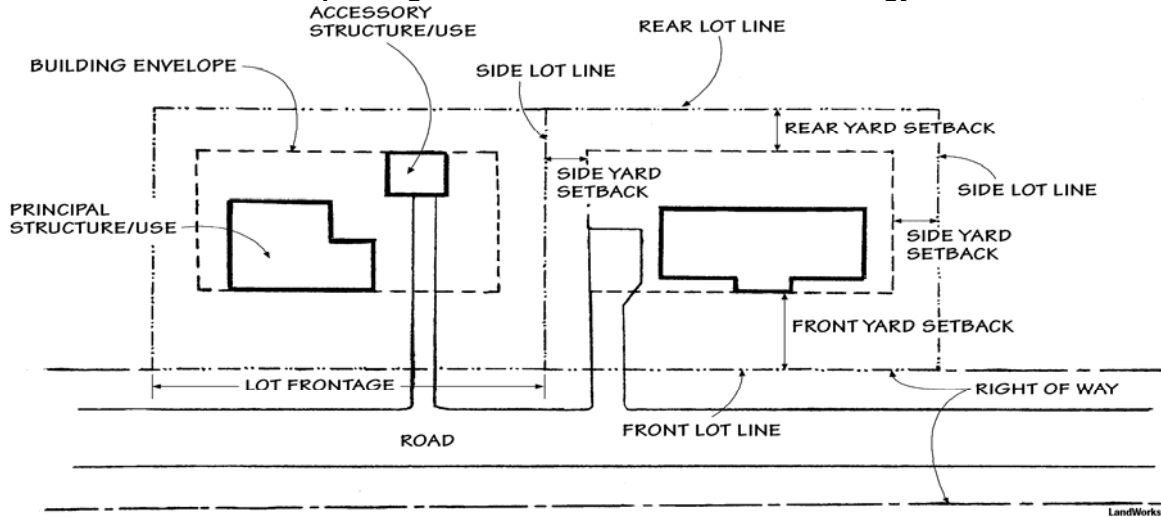 ACCESSORY
STRUCTURE/USE
REAR LOT LINE
BUILDING ENVELOPE
SIDE LOT LINE
REAR YARD SETBACK
SIDE YARD
SETBACK
SIDE LOT LINE
PRINCIPAL
STRUCTURE/USE
SIDE YARD
SETBACK
FRONT YARD SETBACK
LOT FRONTAGE
RIGHT OF WAY
FRONT LOT LINE
ROAD
LandWorks